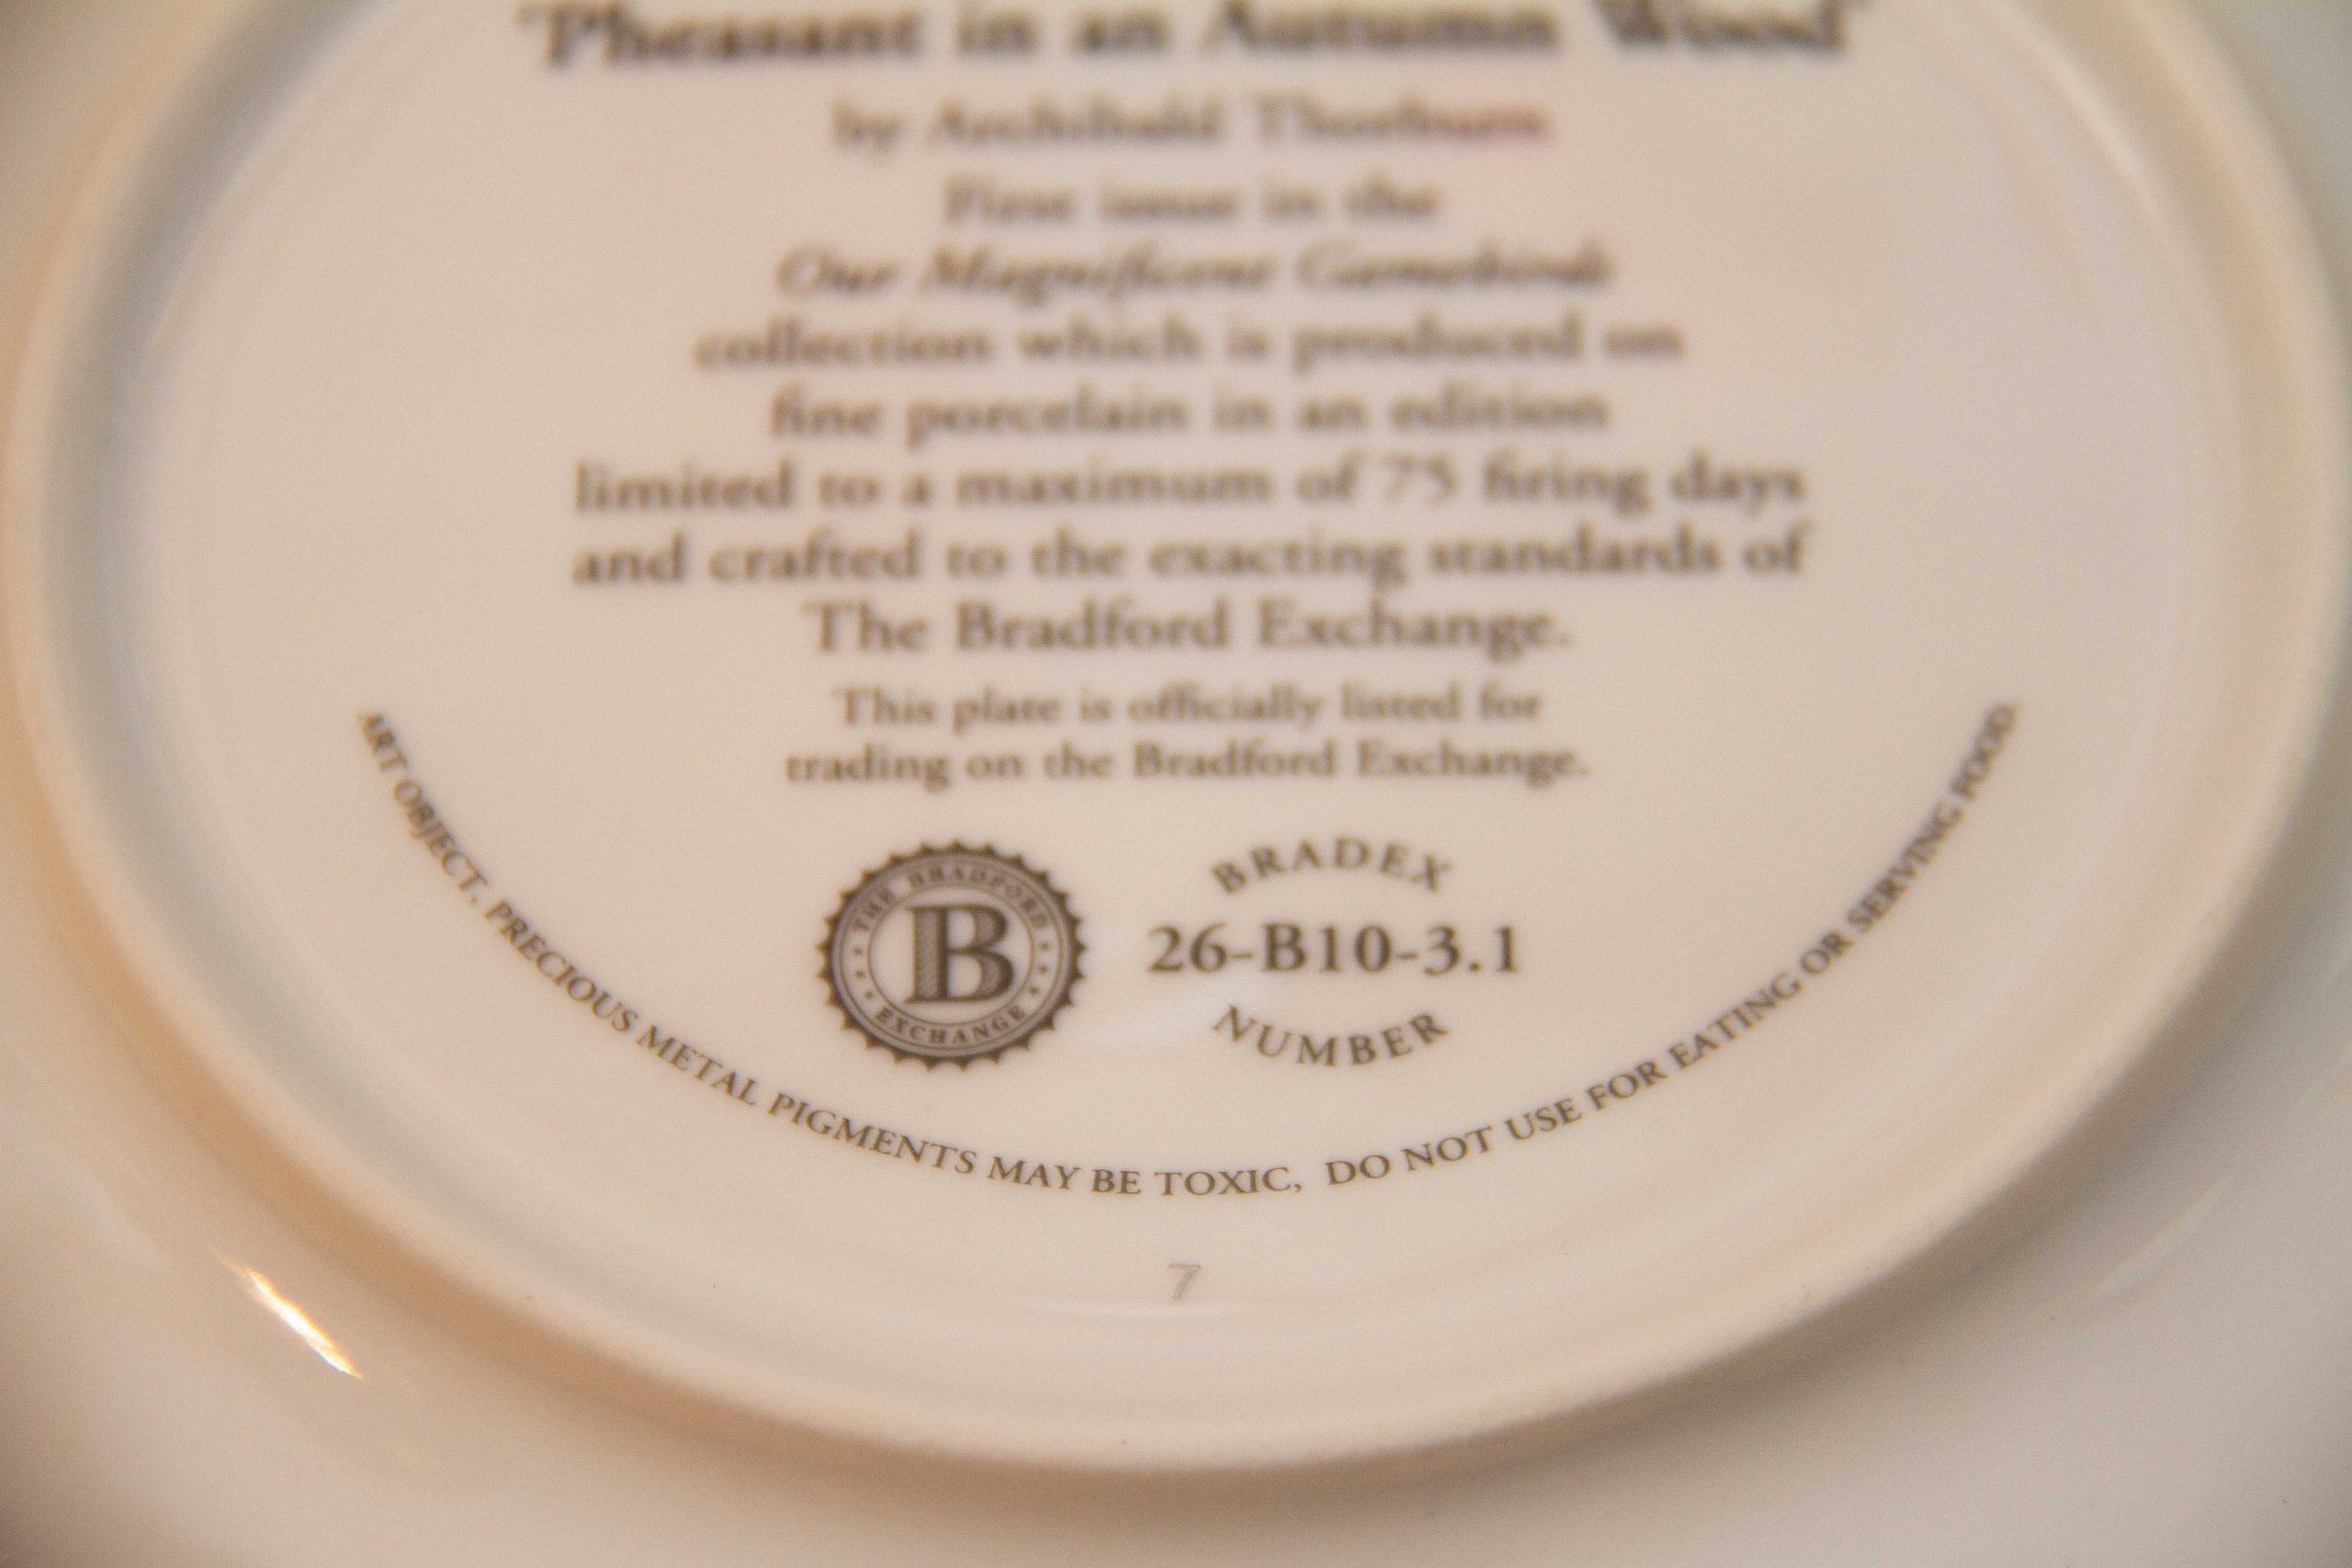 'Pheasant in an Autumn Wood'
by Archibald Thorburn
First issue in the
Our Magnificent Gamebirds
collection which is produced on
fine porcelain in an edition
limited to a maximum of 75 firing days
and crafted to the exacting standards of
The Bradford Exchange.
This plate is officially listed for
trading on the Bradford Exchange.
THE BRADFORD
B
EXCHANGE
BRADEX
26-B10-3.1
NUMBER
ART OBJECT. PRECIOUS METAL PIGMENTS MAY BE TOXIC, DO NOT USE FOR EATING OR SERVING FOOD.
7